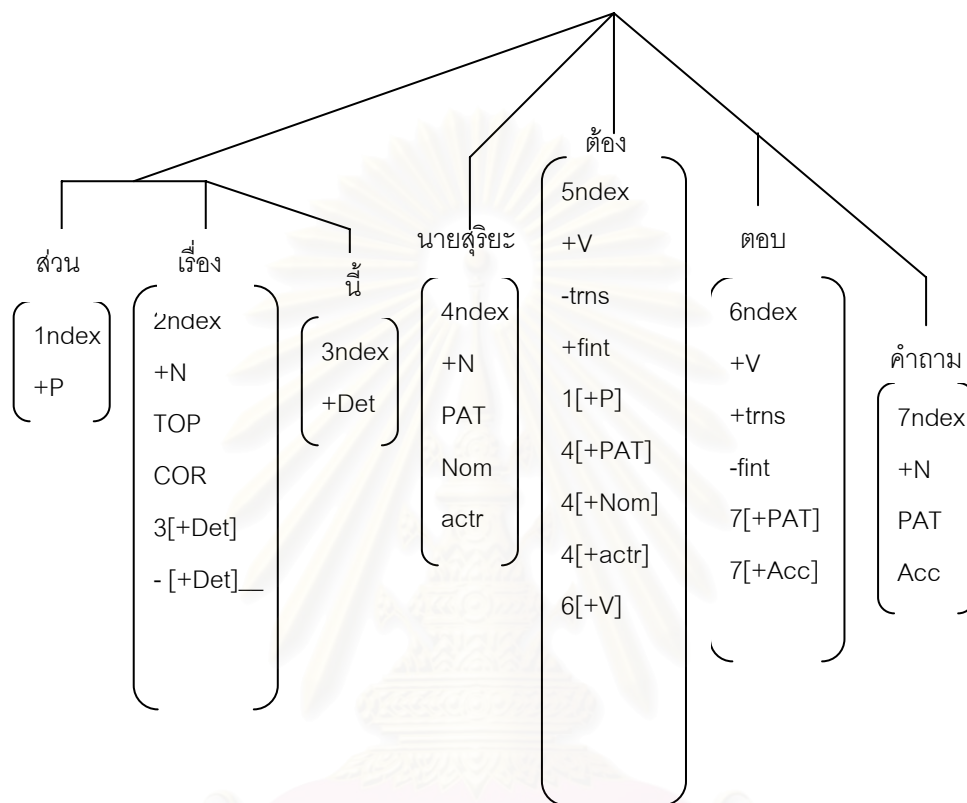 ส่วน
1ndex
+P
เรื่อง
2ndex
+N
TOP
COR
3[+Det]
- [+Det]__
นี้
3ndex
+Det
นายสุริยะ
4ndex
+N
PAT
Nom
actr
ต้อง
5ndex
+V
-trns
+fint
1[+P]
4[+PAT]
4[+Nom]
4[+actr]
6[+V]
ตอบ
6ndex
+V
+trns
-fint
7[+PAT]
7[+Acc]
คำถาม
7ndex
+N
PAT
Acc